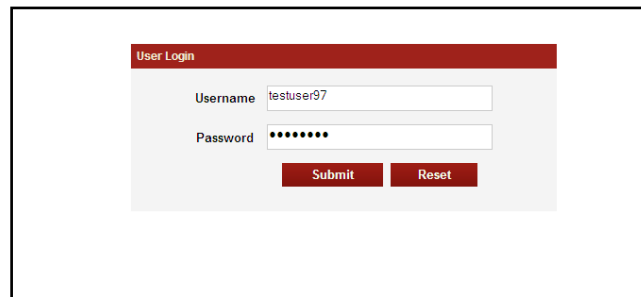 User Login
Username testuser97
Password ••••••••
Submit Reset